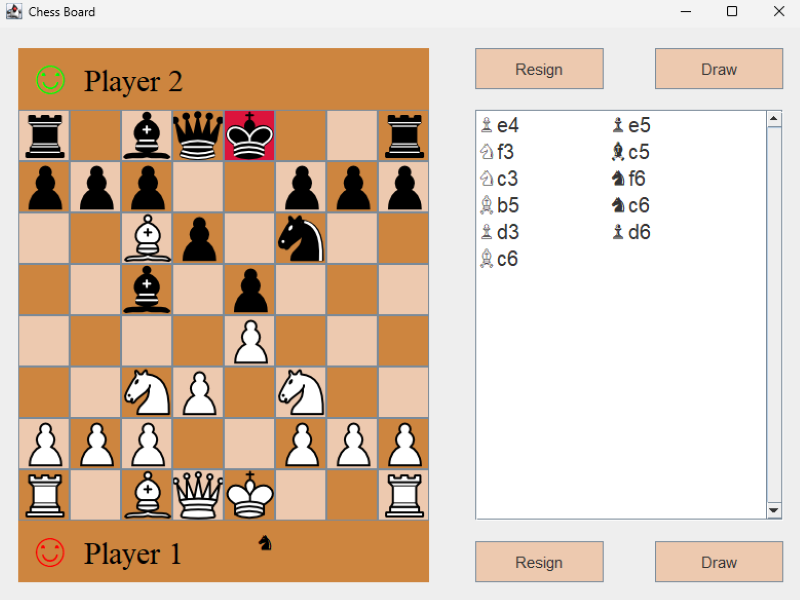 Chess Board
Player 2
Resign Draw
♗ e4 ♝ e5
♘ f3 ♝ c5
♘ c3 ♞ f6
♗ b5 ♞ c6
♗ d3 ♝ d6
♗ c6
Player 1
Resign Draw